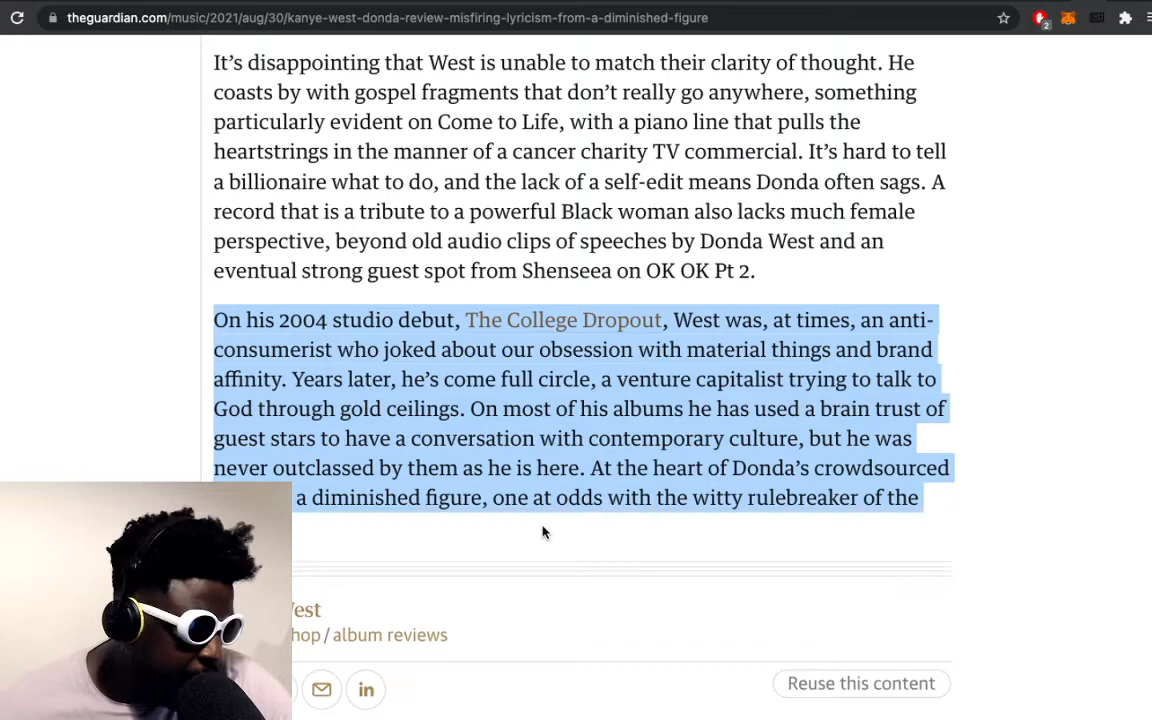 theguardian.com/music/2021/aug/30/kanye-west-donda-review-misfiring-lyricism-from-a-diminished-figure
2
It’s disappointing that West is unable to match their clarity of thought. He
coasts by with gospel fragments that don’t really go anywhere, something
particularly evident on Come to Life, with a piano line that pulls the
heartstrings in the manner of a cancer charity TV commercial. It’s hard to tell
a billionaire what to do, and the lack of a self-edit means Donda often sags. A
record that is a tribute to a powerful Black woman also lacks much female
perspective, beyond old audio clips of speeches by Donda West and an
eventual strong guest spot from Shenseea on OK OK Pt 2.
On his 2004 studio debut, The College Dropout, West was, at times, an anti-
consumerist who joked about our obsession with material things and brand
affinity. Years later, he’s come full circle, a venture capitalist trying to talk to
God through gold ceilings. On most of his albums he has used a brain trust of
guest stars to have a conversation with contemporary culture, but he was
never outclassed by them as he is here. At the heart of Donda’s crowdsourced
a diminished figure, one at odds with the witty rulebreaker of the
West
hop / album reviews
in
Reuse this content